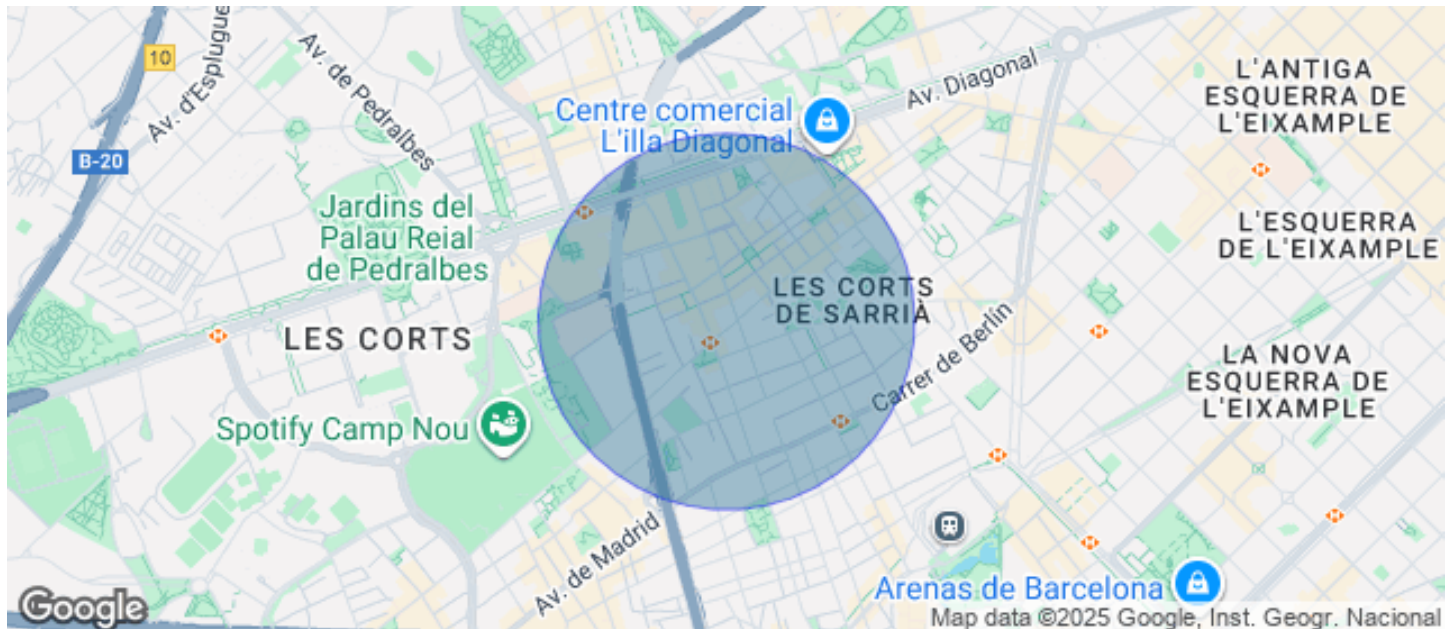 10
Av. d'Esplugue
Av. de Pedralbes
B-20
Centre comercial
L'illa Diagonal
Av. Diagonal
L'ANTIGA
ESQUERRA DE
L'EIXAMPLE
Jardins del
Palau Reial
de Pedralbes
L'ESQUERRA
DE L'EIXAMPLE
LES CORTS
DE SARRIÀ
LES CORTS
Carrer de Berlín
LA NOVA
ESQUERRA DE
L'EIXAMPLE
Spotify Camp Nou
Av. de Madrid
Arenas de Barcelona
Google
Map data ©2025 Google, Inst. Geogr. Nacional